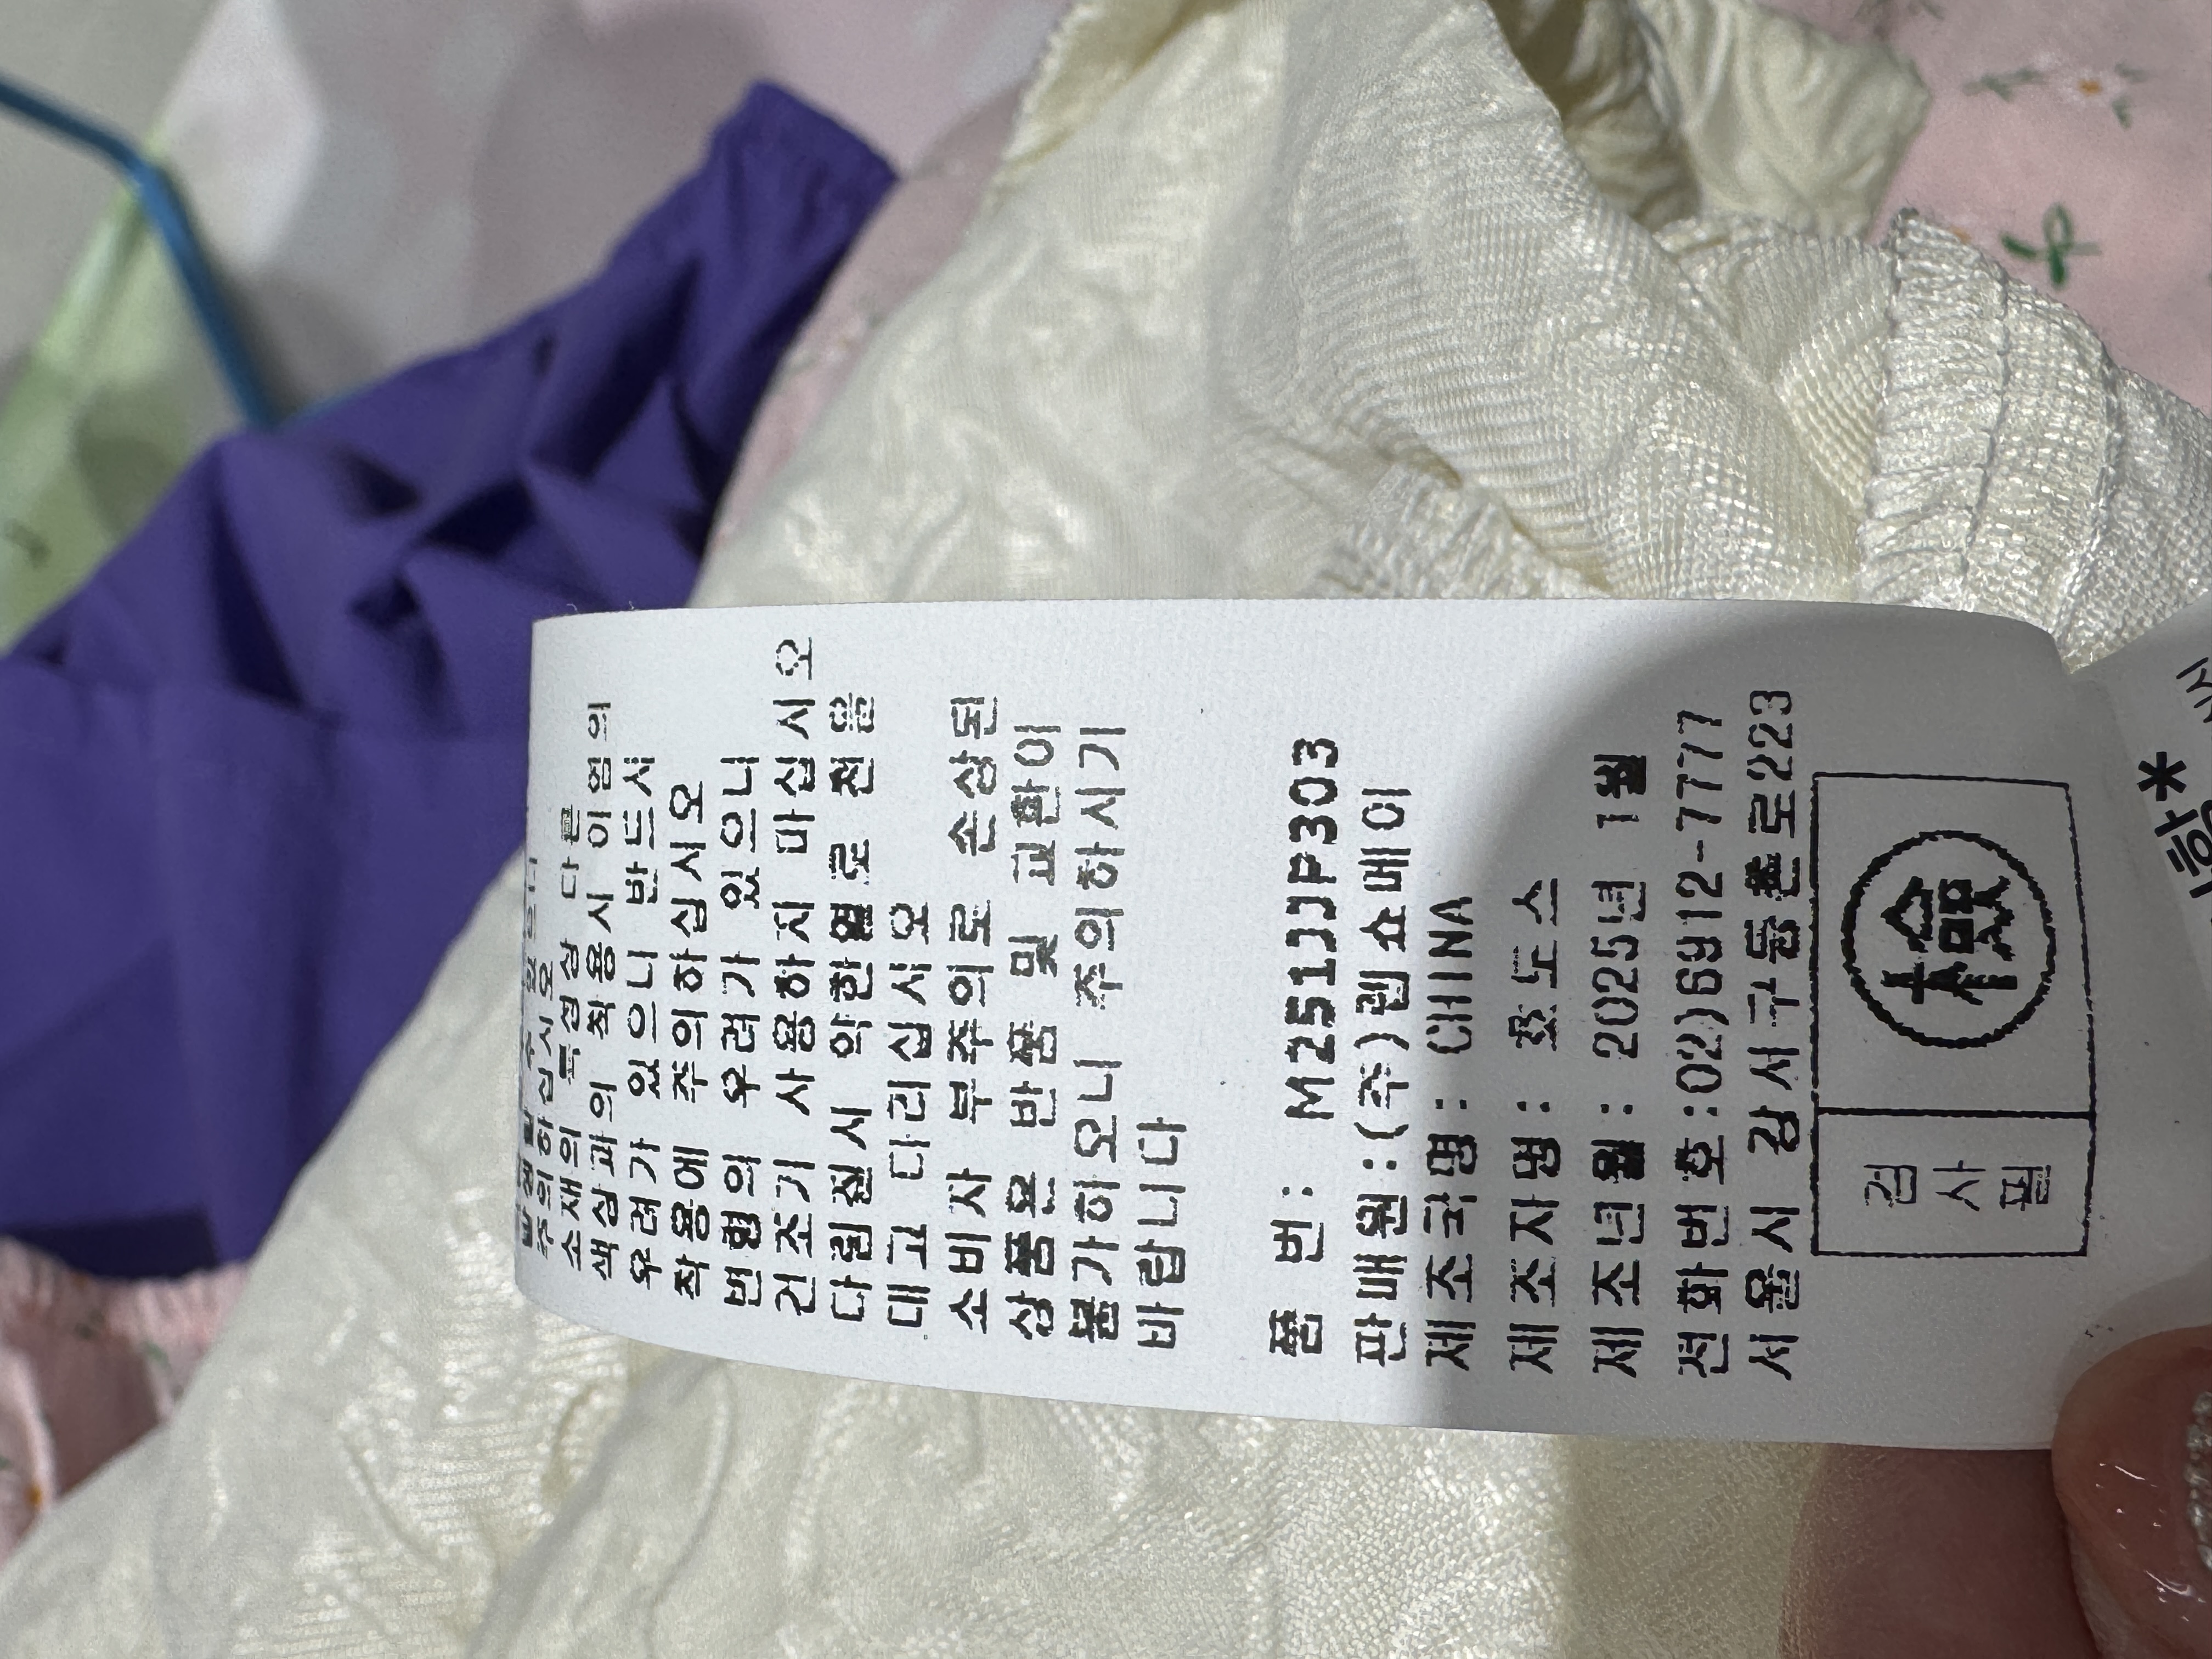 주의하십시오
소재의 특성상 다른
색상과의 착용시 이염의
우려가 있으니 반드시
착용에 주의하십시오
변형의 우려가 있으니
건조기 사용하지 마십시오
다림질시 약한열로 천을
대고 다리십시오
소비자 부주의로 손상된
상품은 반품 및 교환이
불가하오니 주의하시기
바랍니다
품 번: M251JJP303
판매원:(주)렙쇼메이
제조국명: CHINA
제조자명:
제조년월: 2025년 1월
전화번호:02)6912-7777
서울시 강서구 등촌로223
검사필